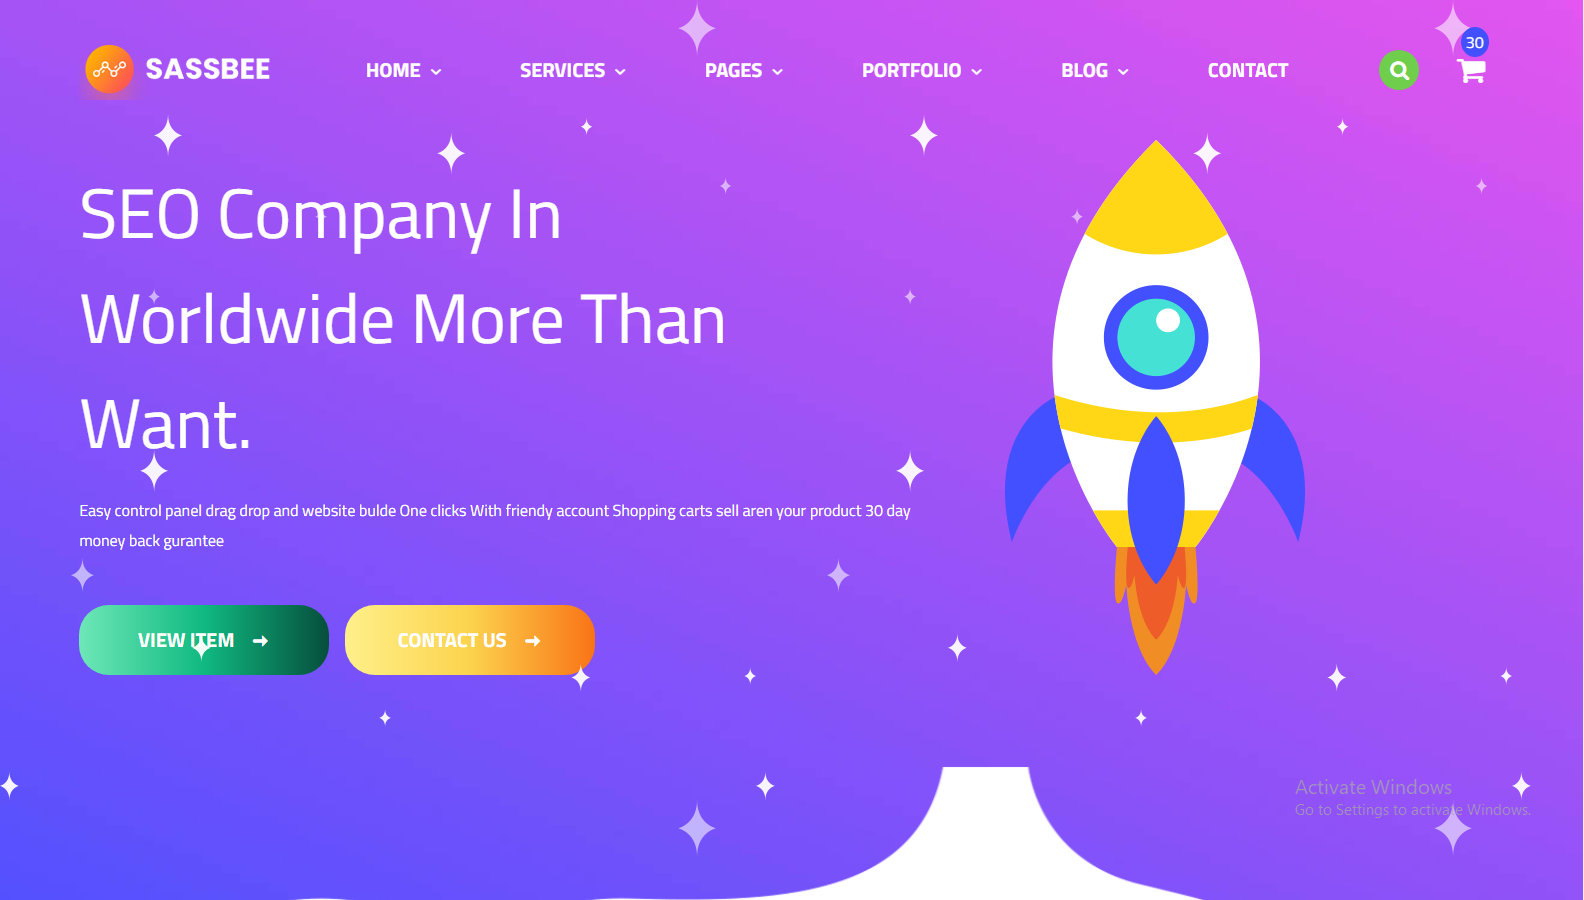 SASSBEE
HOME SERVICES PAGES PORTFOLIO BLOG CONTACT
30
SEO Company In
Worldwide More Than
Want.
Easy control panel drag drop and website bulde One clicks With friendy account Shopping carts sell aren your product 30 day
money back gurantee
VIEW ITEM
CONTACT US
Activate Windows
Go to Settings to activate Windows.